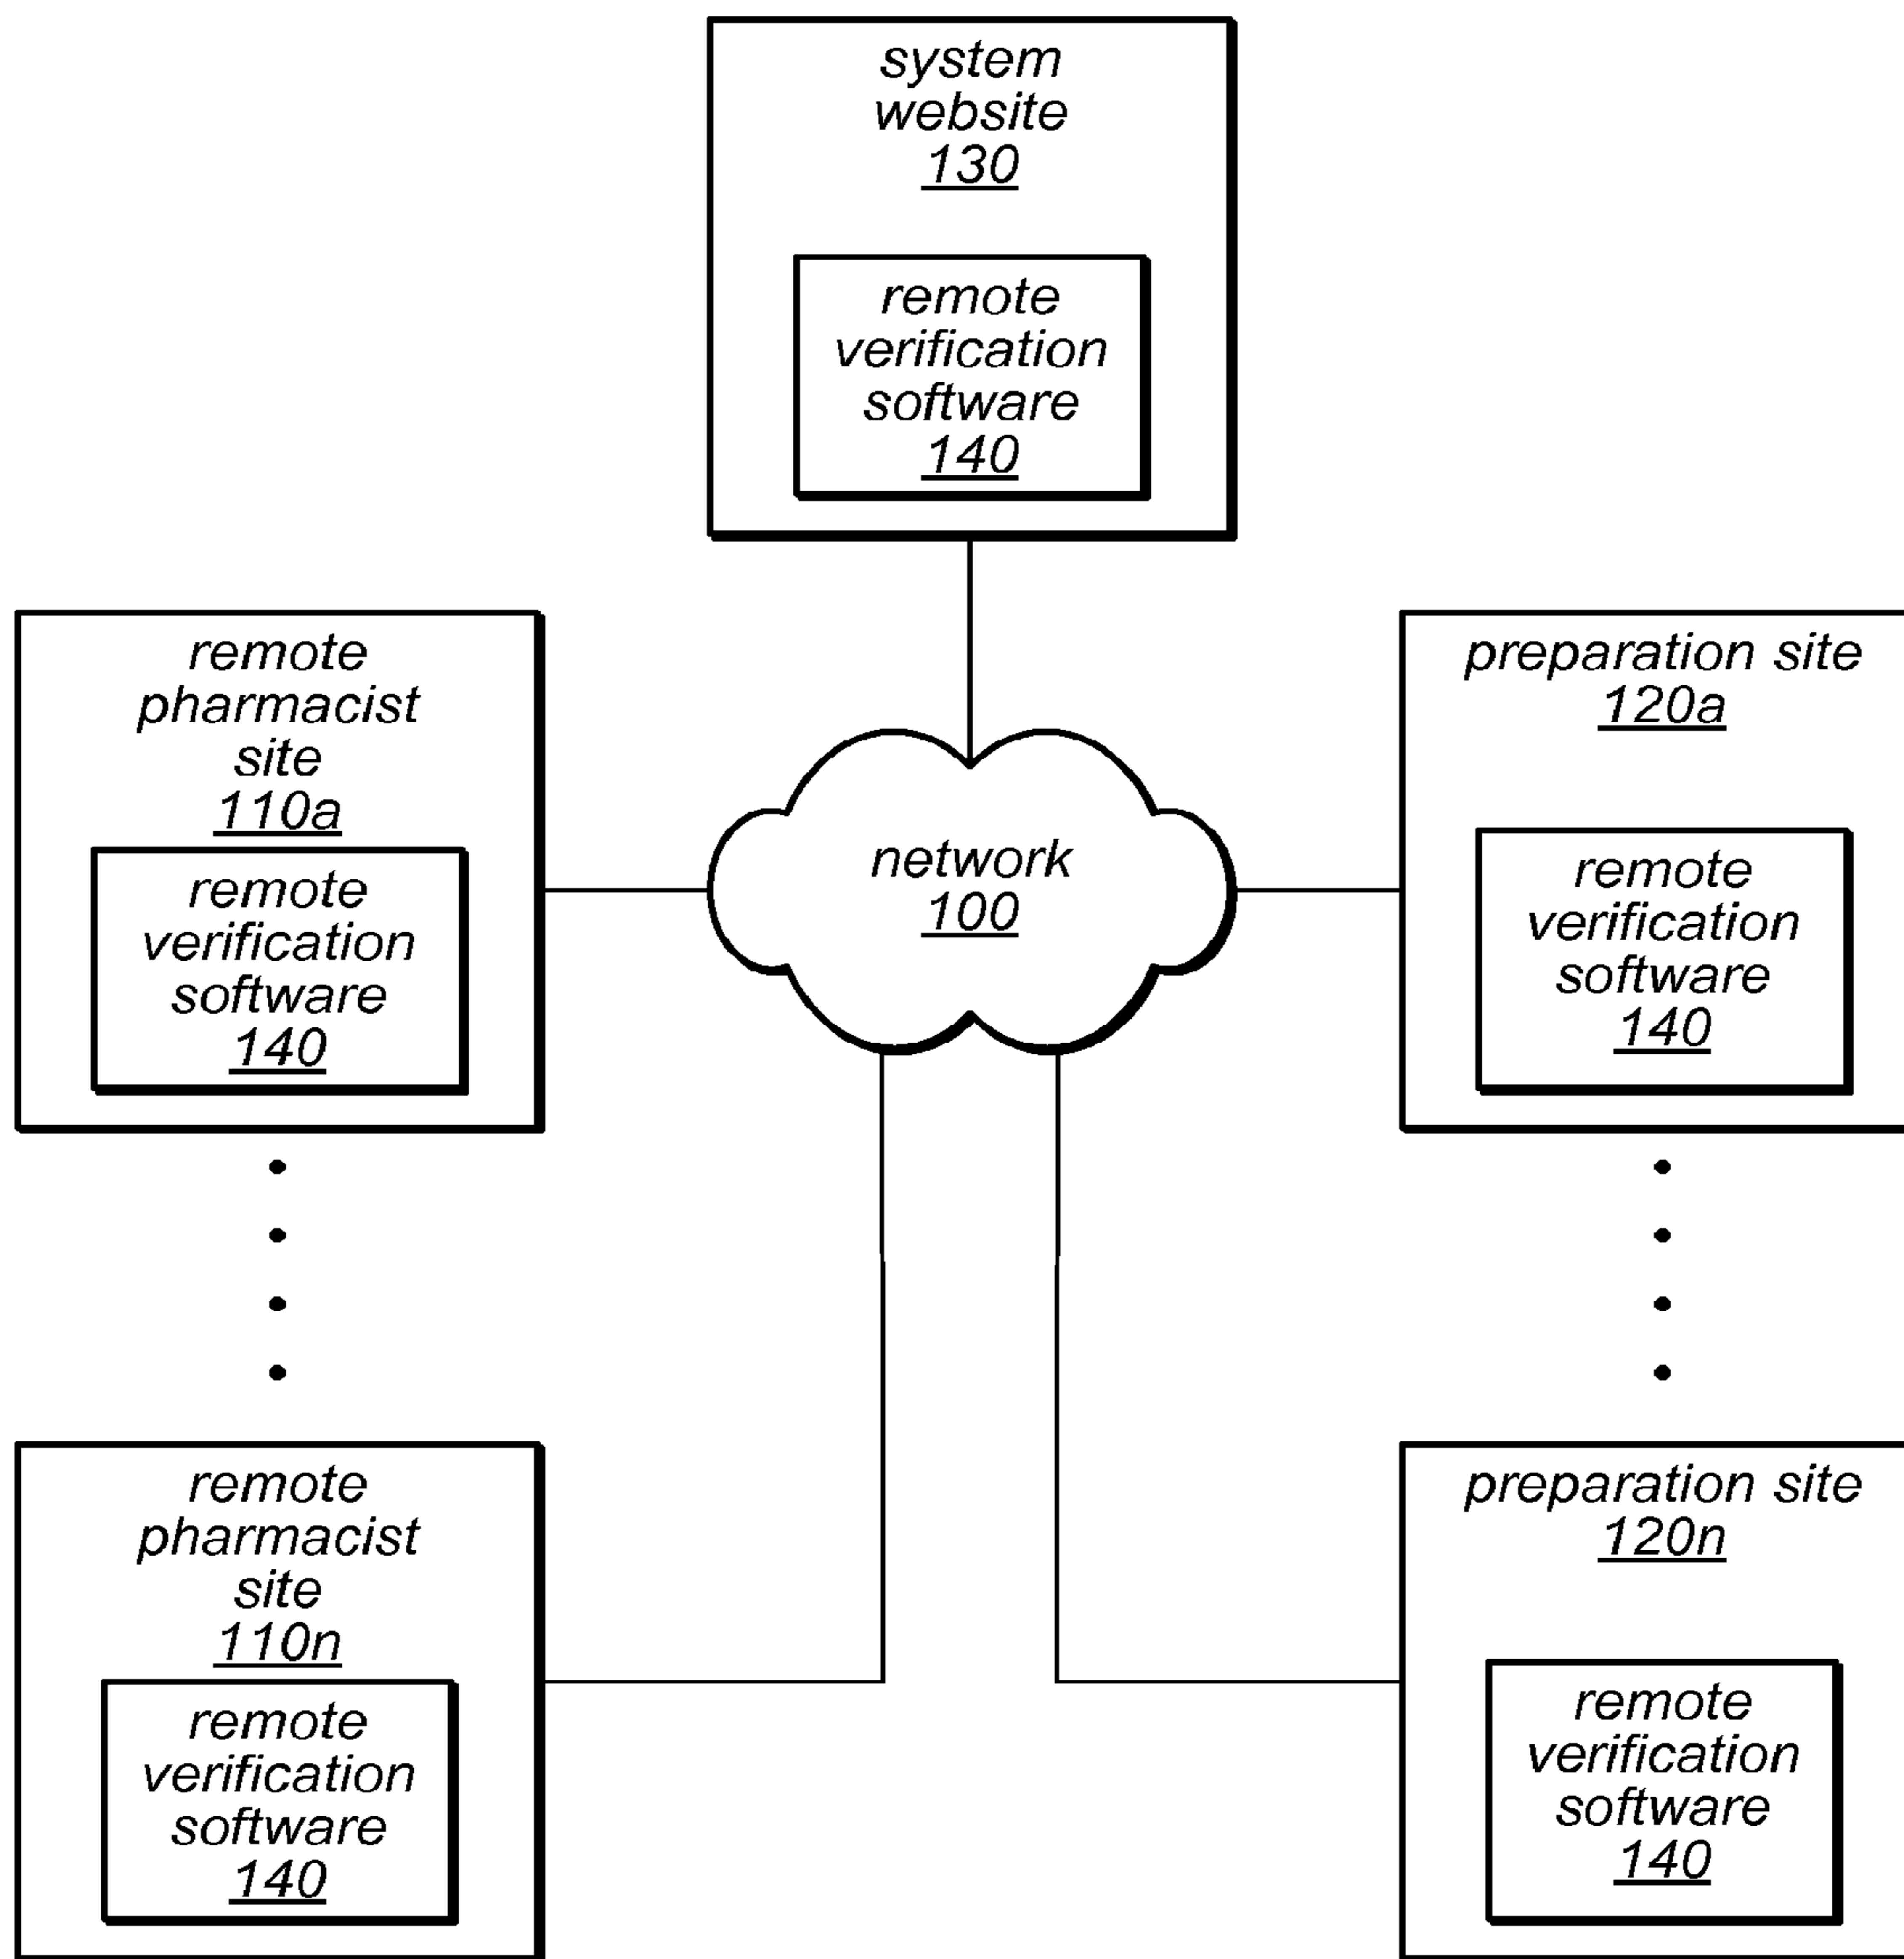 system
website
130
remote
verification
software
140
remote
pharmacist
site
110a
remote
verification
software
140
network
100
preparation site
120a
remote
verification
software
140
remote
pharmacist
site
110n
remote
verification
software
140
preparation site
120n
remote
verification
software
140